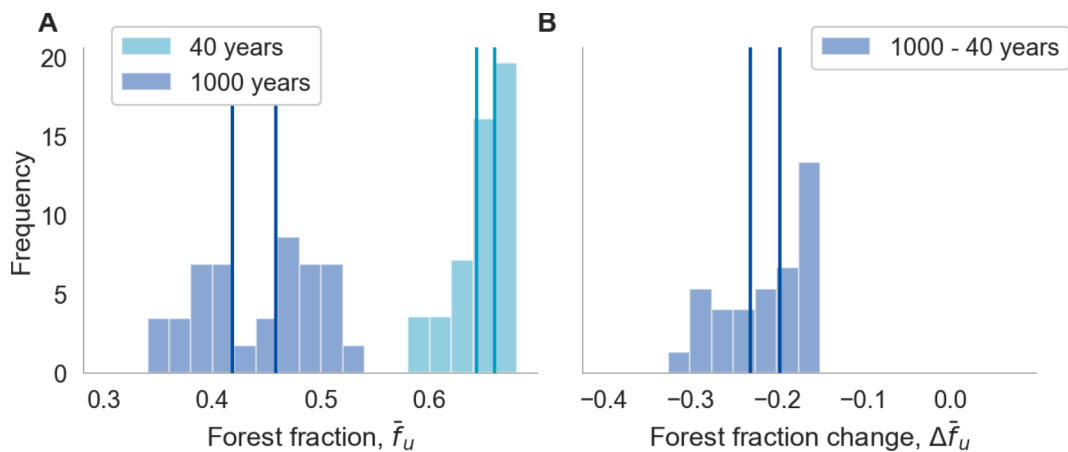 A
B
40 years
1000 years
1000 - 40 years
20
15
10
5
0
Frequency
0.3 0.4 0.5 0.6
−0.4 −0.3 −0.2 −0.1 0.0
Forest fraction, f̄ᵤ
Forest fraction change, Δf̄ᵤ